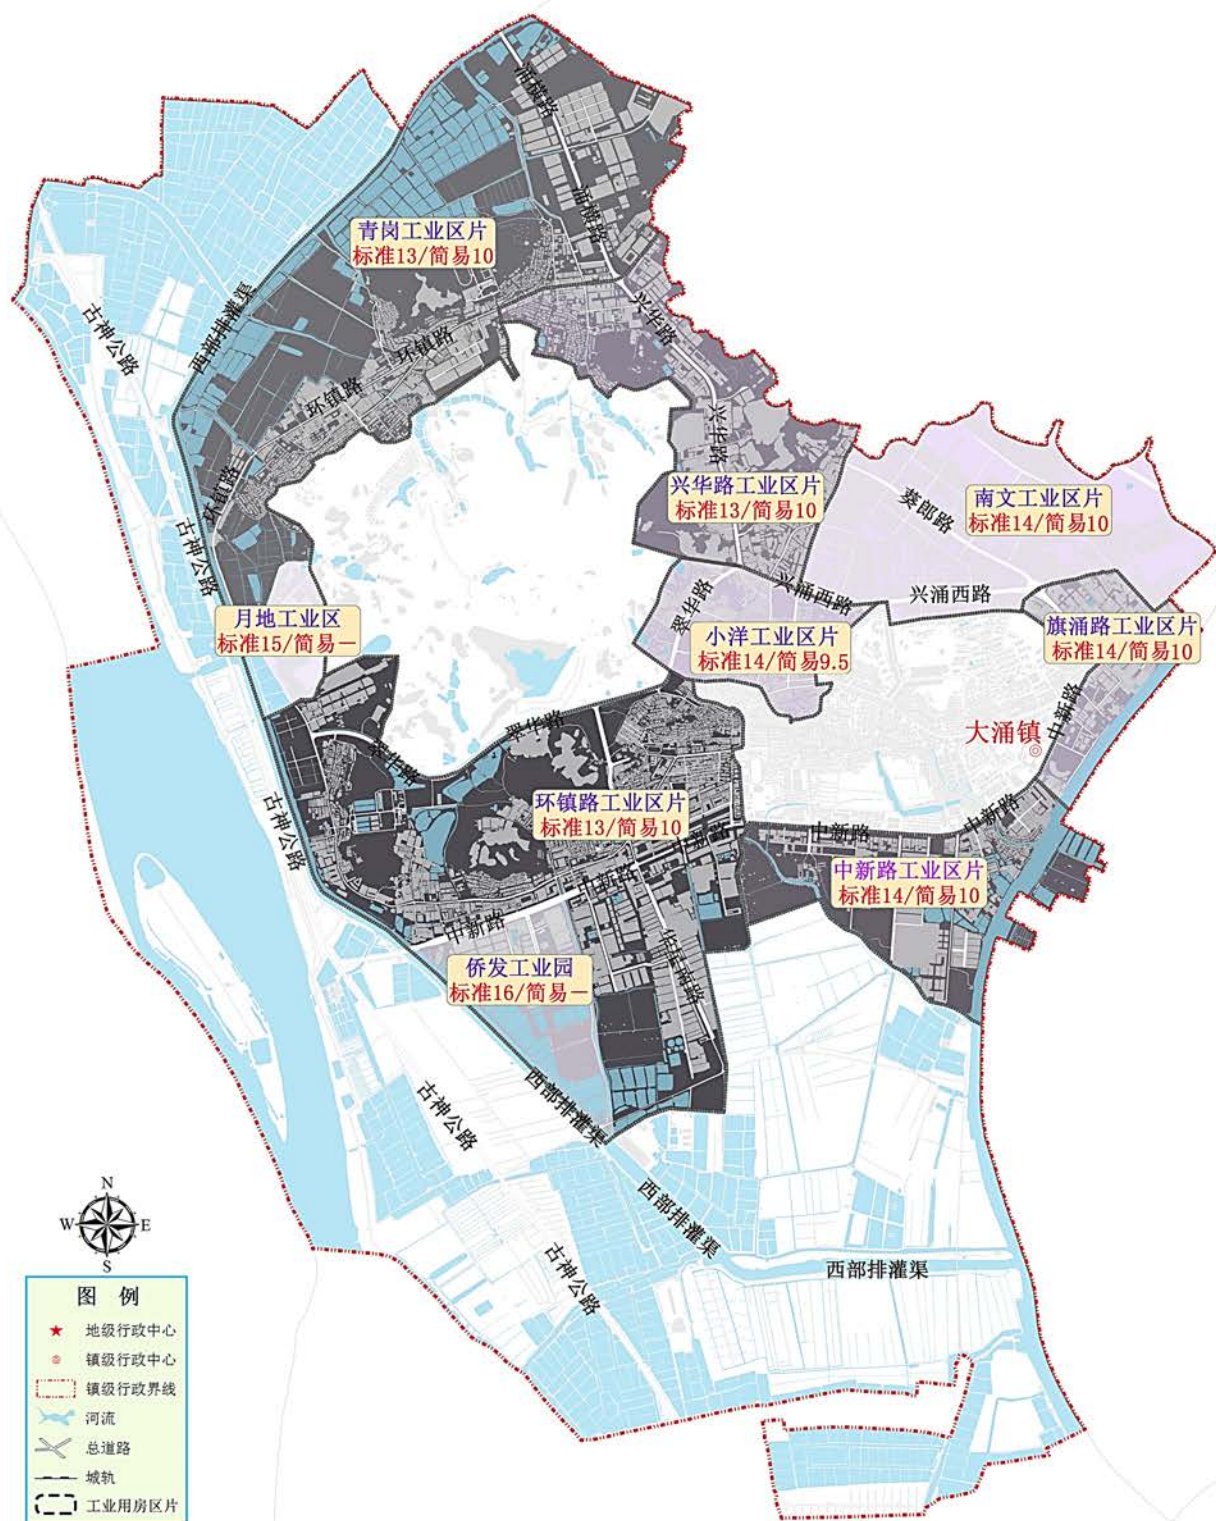 涌横路
涌横路
青岗工业区片
标准13/简易10
西部排灌渠
古神公路
兴华路
环镇路
环镇路
兴华路
环镇路
兴华路工业区片
标准13/简易10
南文工业区片
标准14/简易10
葵郎路
古神公路
月地工业区
标准15/简易—
翠华路
兴涌西路
兴涌西路
小洋工业区片
标准14/简易9.5
旗涌路工业区片
标准14/简易10
大涌镇
翠华路
翠华路
环镇路工业区片
标准13/简易10
古神公路
中新路
中新路
中新路工业区片
标准14/简易10
中新路
中新路
侨发工业园
标准16/简易—
西部排灌渠
古神公路
西部排灌渠
古神公路
西部排灌渠
N
W
E
S
图 例
地级行政中心
镇级行政中心
镇级行政界线
河流
总道路
城轨
工业用房区片